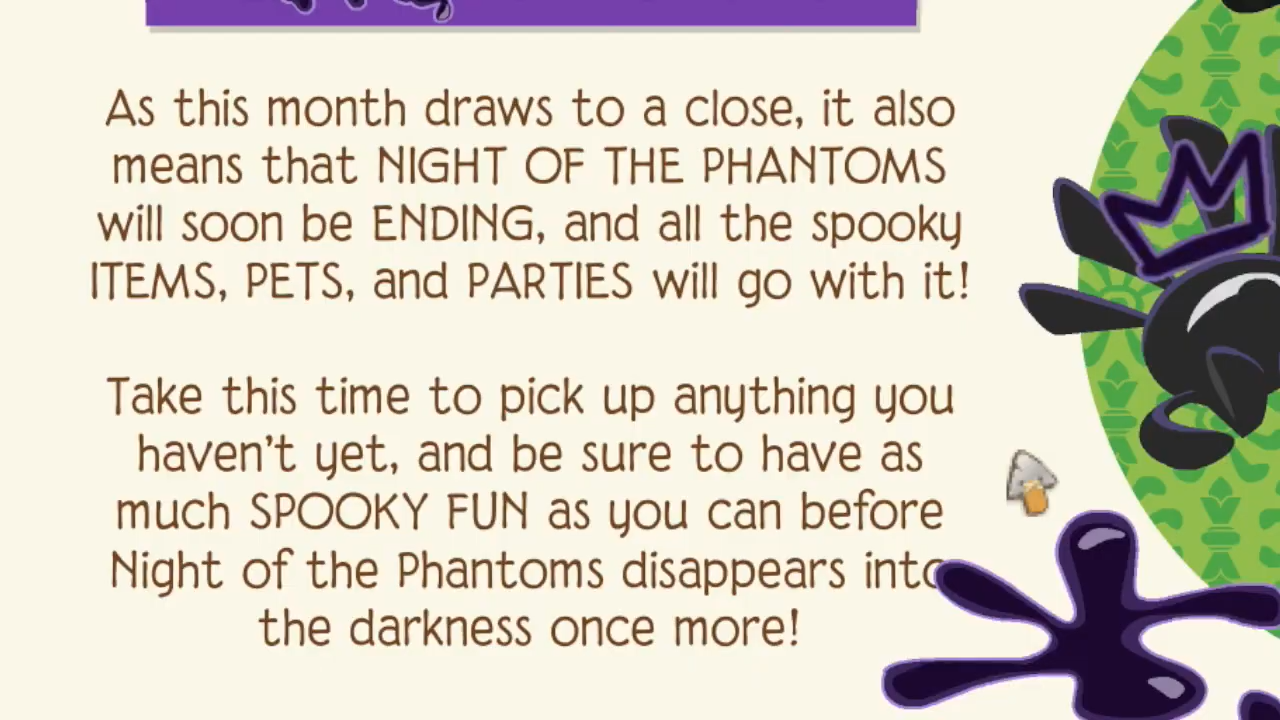 As this month draws to a close, it also
means that NIGHT OF THE PHANTOMS
will soon be ENDING, and all the spooky
ITEMS, PETS, and PARTIES will go with it!
Take this time to pick up anything you
haven't yet, and be sure to have as
much SPOOKY FUN as you can before
Night of the Phantoms disappears into
the darkness once more!